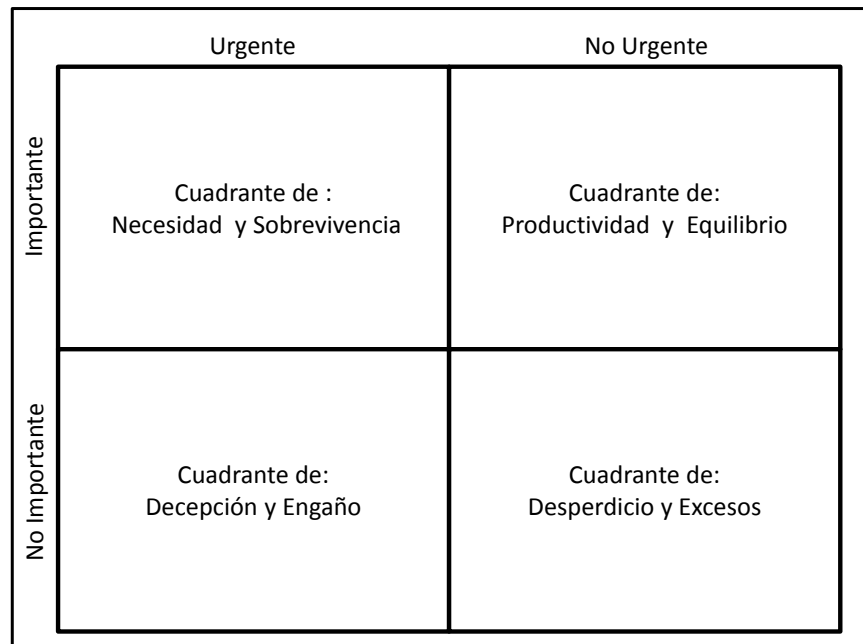 Urgente
No Urgente
Importante
Cuadrante de :
Necesidad y Sobrevivencia
Cuadrante de:
Productividad y Equilibrio
No Importante
Cuadrante de:
Decepción y Engaño
Cuadrante de:
Desperdicio y Excesos